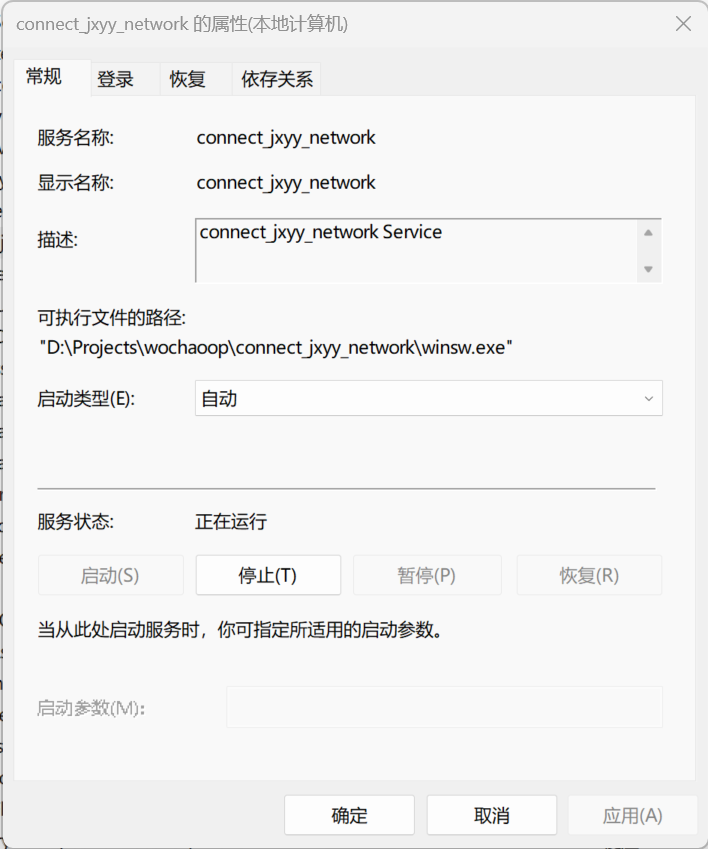 connect_jxyy_network 的属性(本地计算机)
常规 登录 恢复 依存关系
服务名称: connect_jxyy_network
显示名称: connect_jxyy_network
描述: connect_jxyy_network Service
可执行文件的路径:
"D:\Projects\wochaoop\connect_jxyy_network\winsw.exe"
启动类型(E): 自动
服务状态: 正在运行
启动(S) 停止(T) 暂停(P) 恢复(R)
当从此处启动服务时，你可指定所适用的启动参数。
启动参数(M):
确定 取消 应用(A)